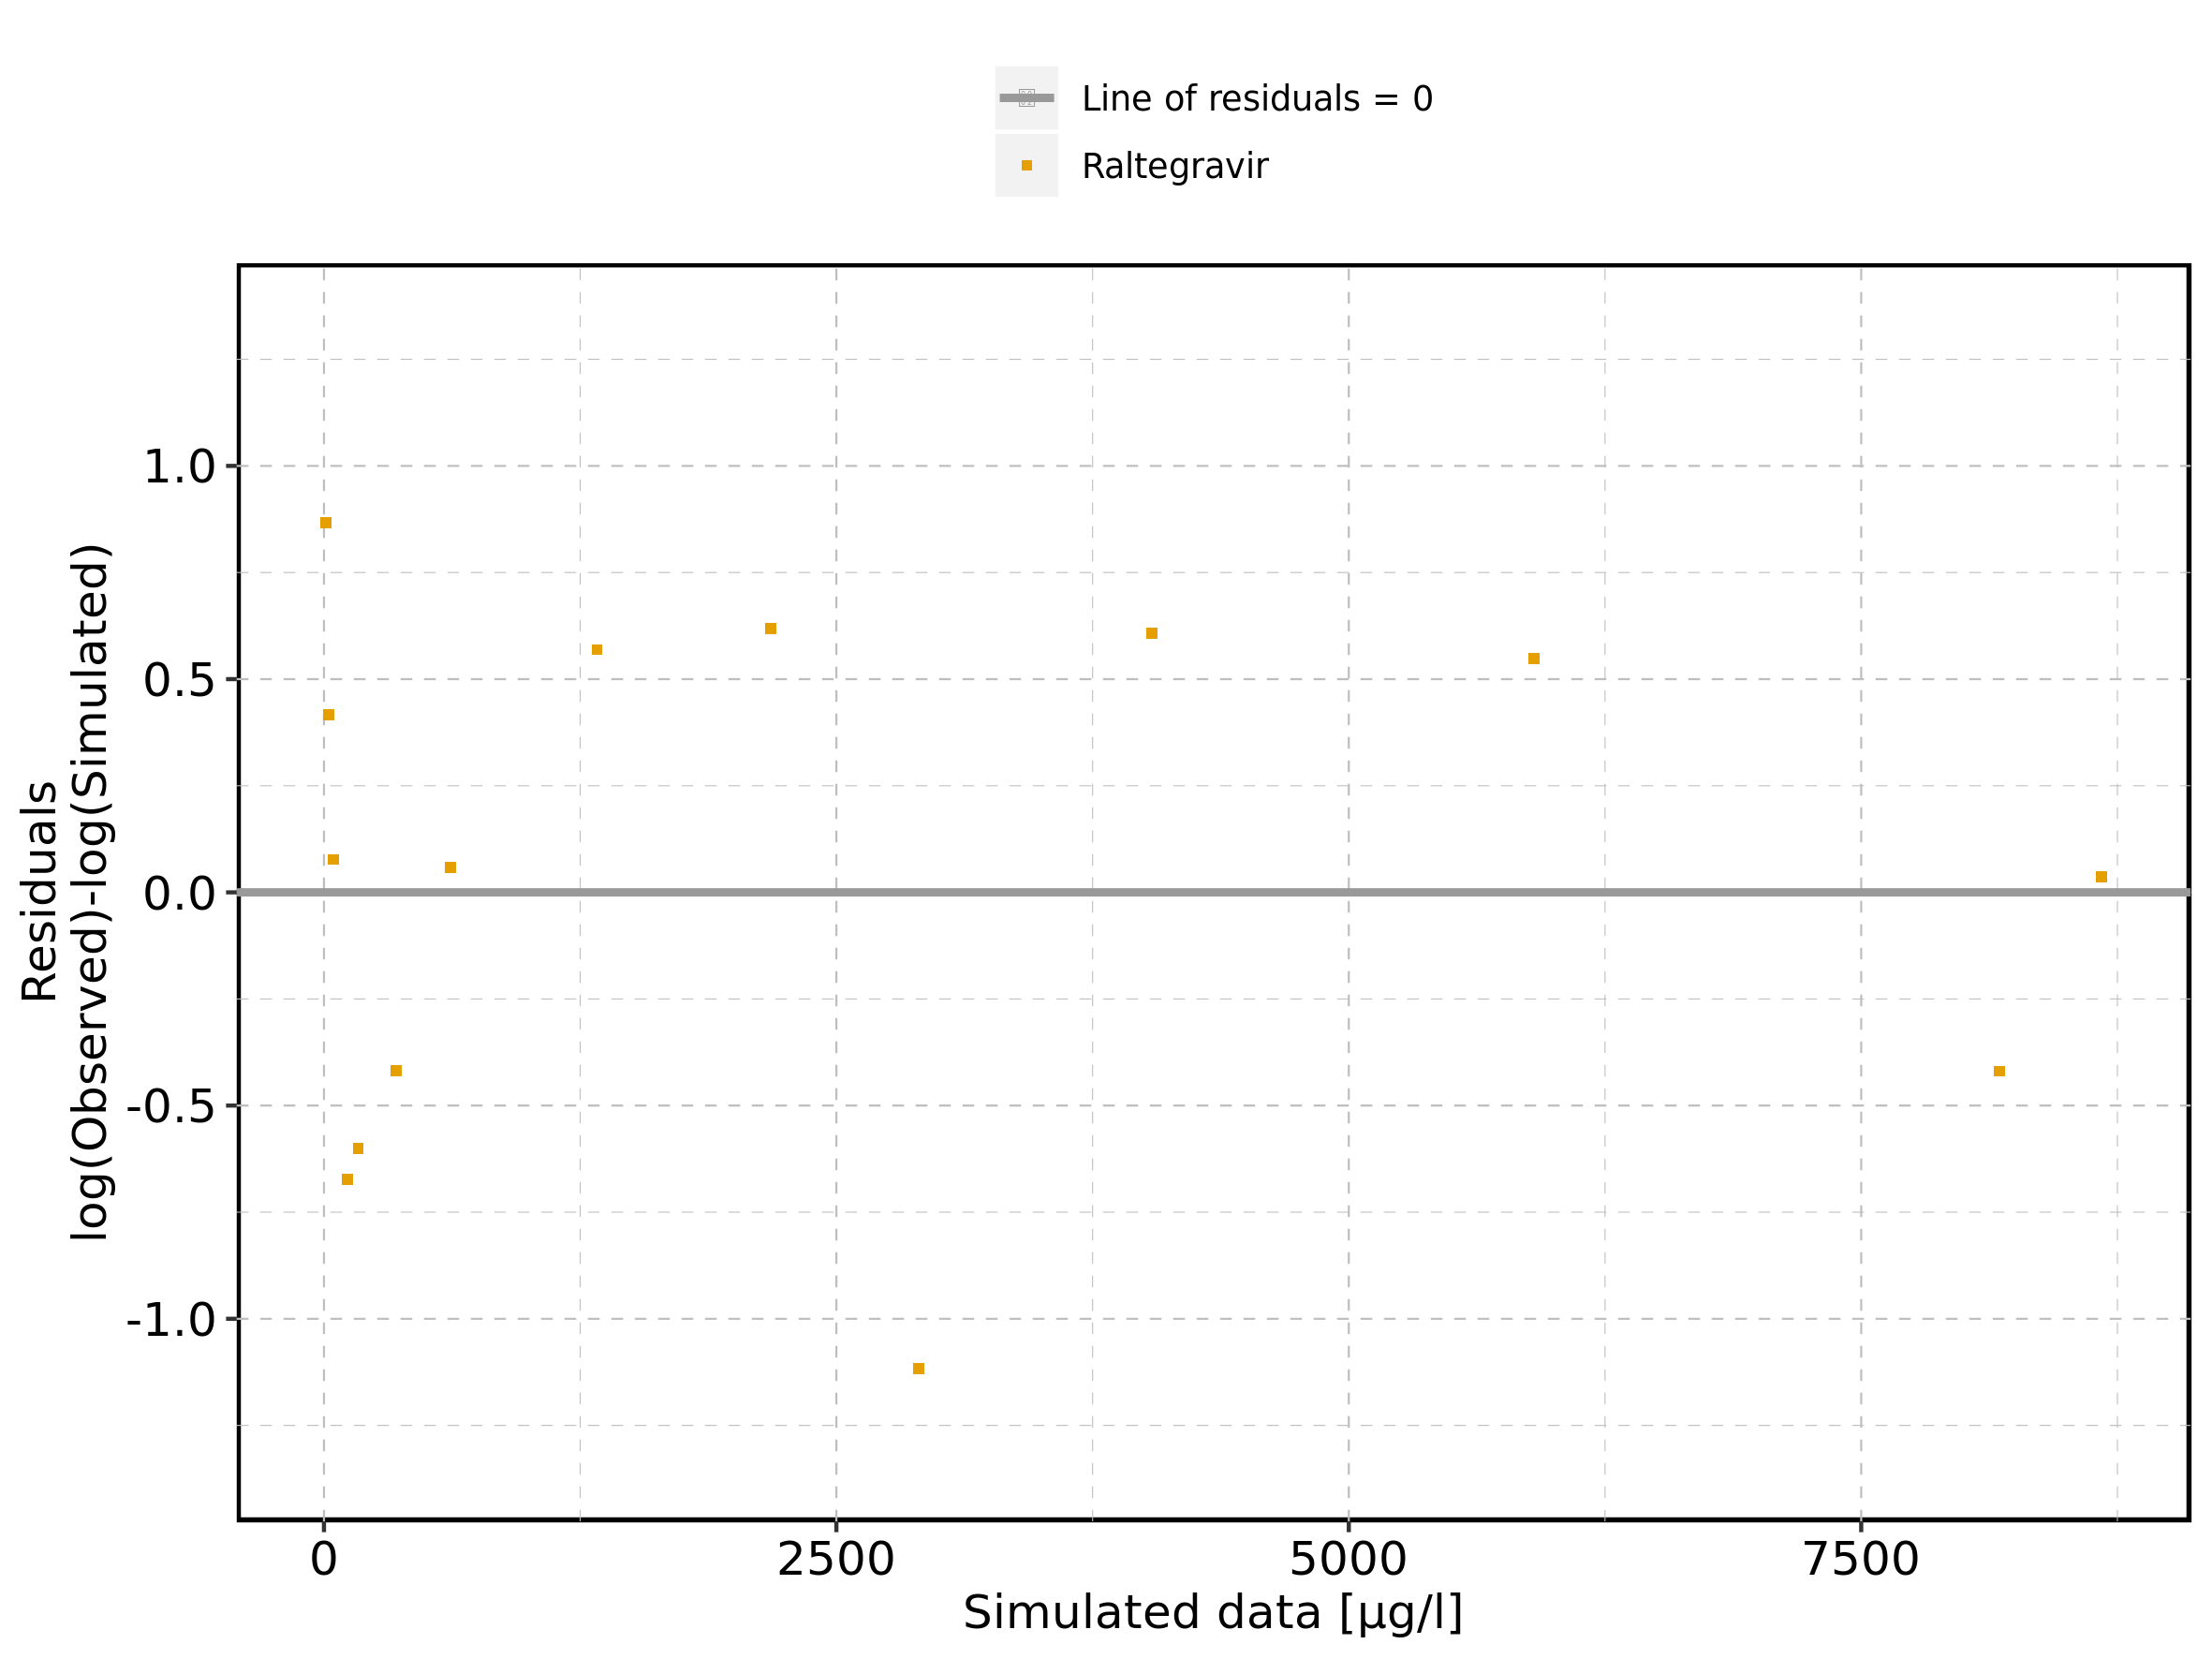 Line of residuals = 0
Raltegravir
Residuals
log(Observed)-log(Simulated)
1.0
0.5
0.0
-0.5
-1.0
0 2500 5000 7500
Simulated data [µg/l]